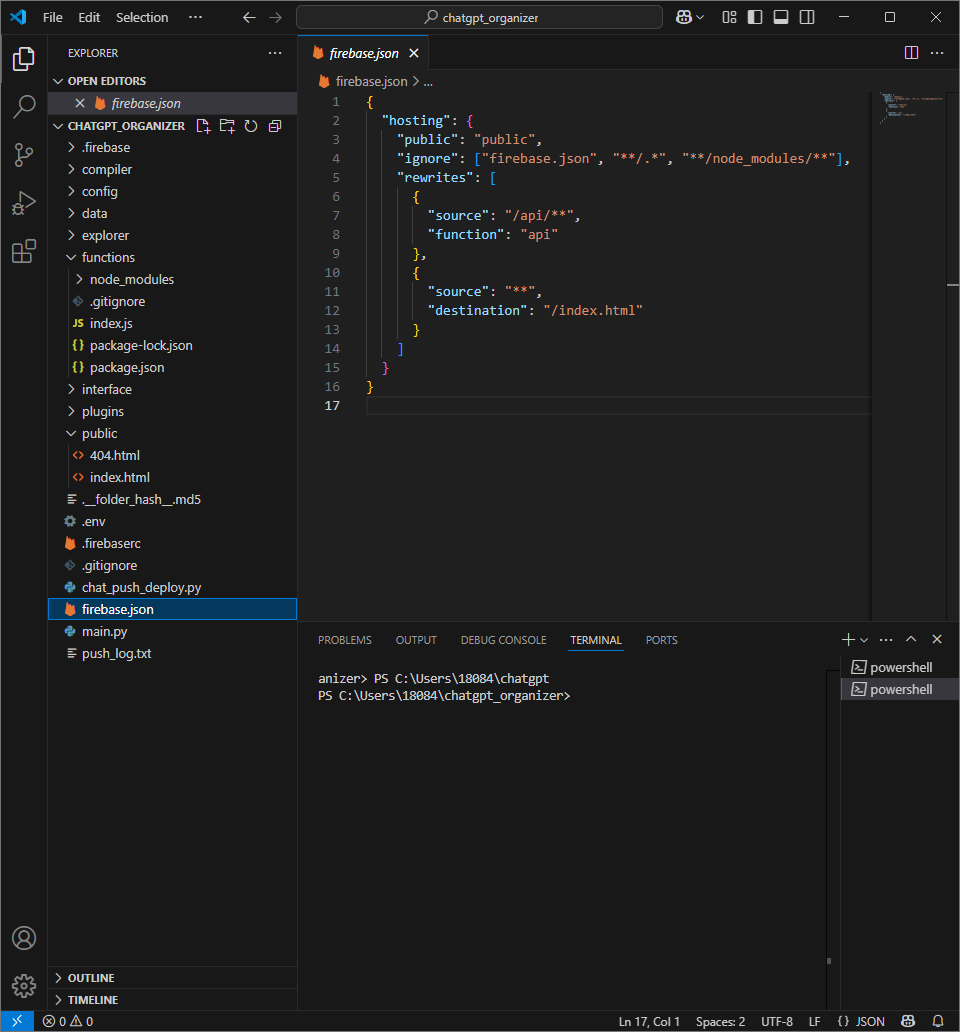 File Edit Selection ··· chatgpt_organizer
EXPLORER ···
OPEN EDITORS
firebase.json
CHATGPT_ORGANIZER
.firebase
compiler
config
data
explorer
functions
node_modules
.gitignore
JS index.js
{} package-lock.json
{} package.json
interface
plugins
public
<> 404.html
<> index.html
.__folder_hash__.md5
.env
.firebaserc
.gitignore
chat_push_deploy.py
firebase.json
main.py
push_log.txt
OUTLINE
TIMELINE
firebase.json
firebase.json > ...
1 {
2 "hosting": {
3 "public": "public",
4 "ignore": ["firebase.json", "**/.*", "**/node_modules/**"],
5 "rewrites": [
6 {
7 "source": "/api/**",
8 "function": "api"
9 },
10 {
11 "source": "**",
12 "destination": "/index.html"
13 }
14 ]
15 }
16 }
17
PROBLEMS OUTPUT DEBUG CONSOLE TERMINAL PORTS
anizer> PS C:\Users\18084\chatgpt
PS C:\Users\18084\chatgpt_organizer>
powershell
powershell
0 0 Ln 17, Col 1 Spaces: 2 UTF-8 LF {} JSON